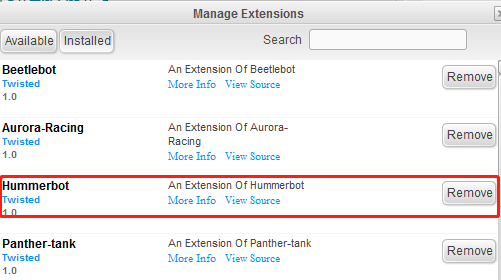 Manage Extensions
Available Installed Search
Beetlebot An Extension Of Beetlebot Remove
Twisted More Info View Source
1.0
Aurora-Racing An Extension Of Aurora-
Twisted Racing Remove
1.0 More Info View Source
Hummerbot An Extension Of Hummerbot Remove
Twisted More Info View Source
1.0
Panther-tank An Extension Of Panther-tank Remove
Twisted More Info View Source
1.0